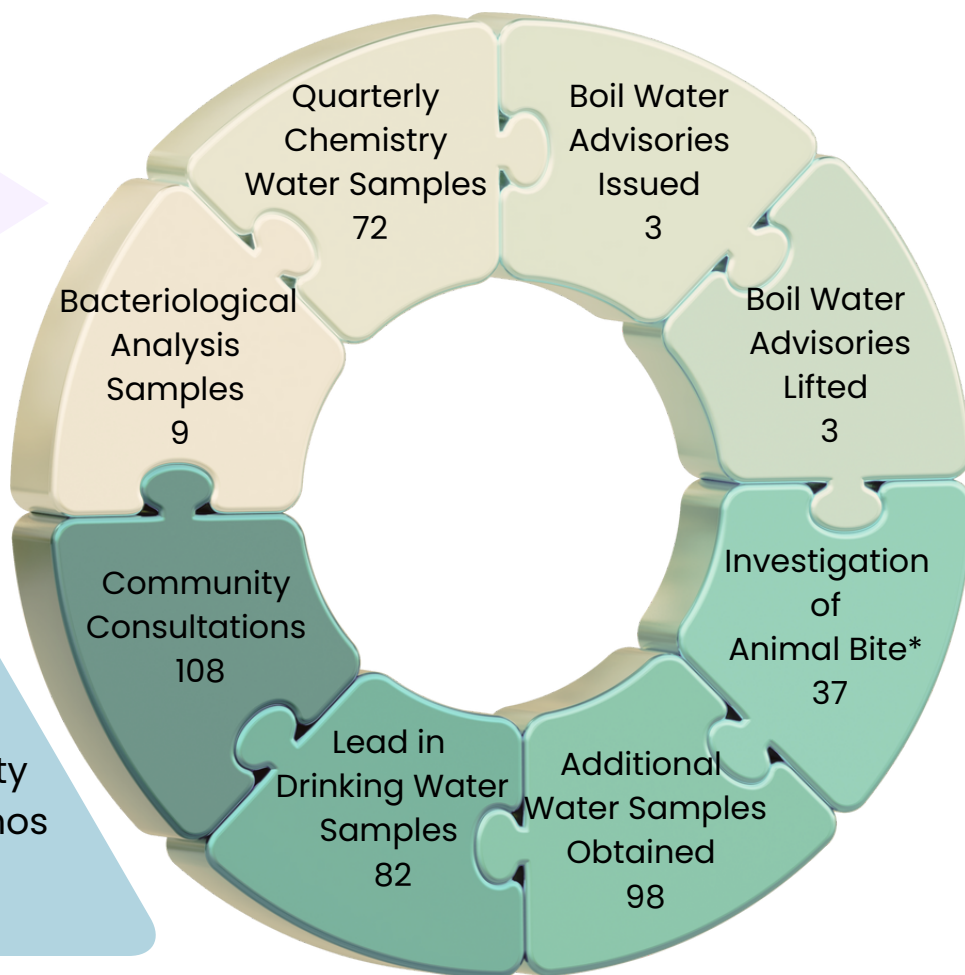 Quarterly
Chemistry
Water Samples
72
Boil Water
Advisories
Issued
3
Boil Water
Advisories
Lifted
3
Investigation
of
Animal Bite*
37
Additional
Water Samples
Obtained
98
Lead in
Drinking Water
Samples
82
Community
Consultations
108
Bacteriological
Analysis
Samples
9